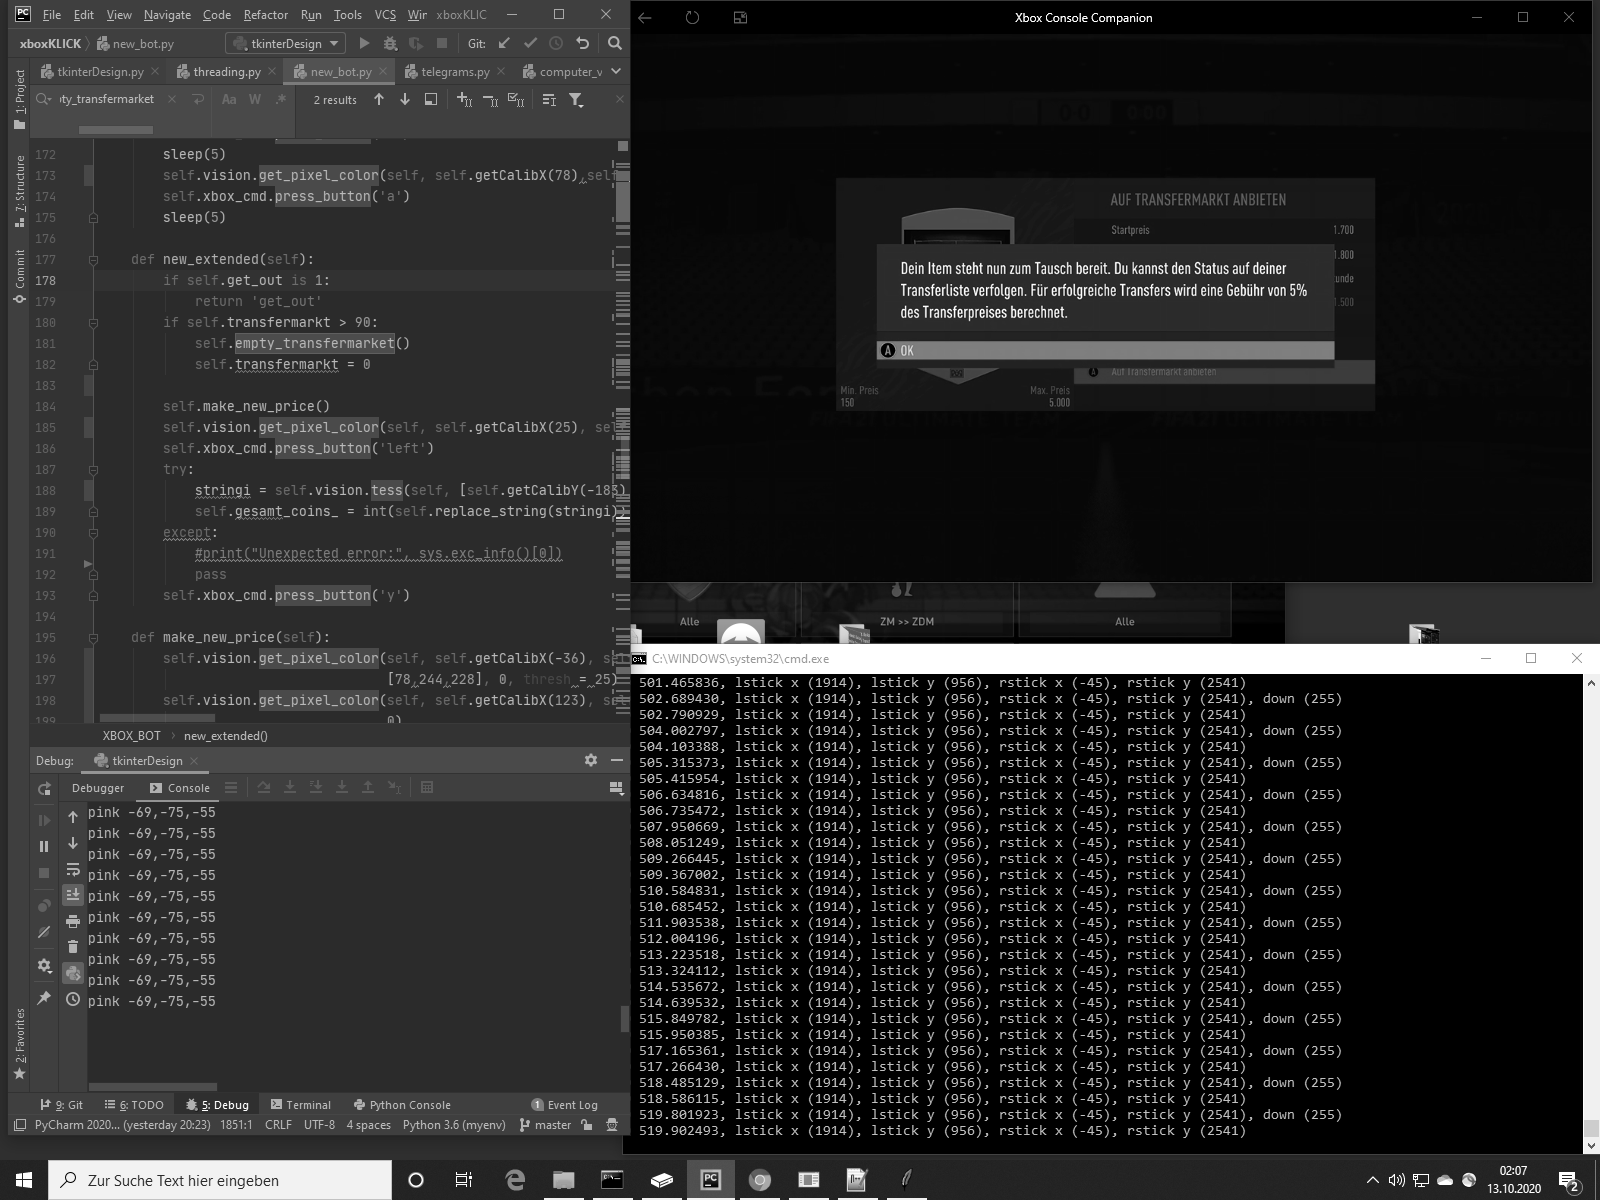 File Edit View Navigate Code Refactor Run Tools VCS Wir xboxKLIC
xboxKLICK new_bot.py tkinterDesign Git:
tkinterDesign.py threading.py new_bot.py telegrams.py computer_v
ty_transfermarket Aa W .* 2 results
1: Project
7: Structure
Commit
2: Favorites
172 sleep(5)
173 self.vision.get_pixel_color(self, self.getCalibX(78),self
174 self.xbox_cmd.press_button('a')
175 sleep(5)
176
177 def new_extended(self):
178 if self.get_out is 1:
179 return 'get_out'
180 if self.transfermarkt > 90:
181 self.empty_transfermarket()
182 self.transfermarkt = 0
183
184 self.make_new_price()
185 self.vision.get_pixel_color(self, self.getCalibX(25), se
186 self.xbox_cmd.press_button('left')
187 try:
188 stringi = self.vision.tess(self, [self.getCalibY(-183)
189 self.gesamt_coins_ = int(self.replace_string(stringi))
190 except:
191 #print("Unexpected error:", sys.exc_info()[0])
192 pass
193 self.xbox_cmd.press_button('y')
194
195 def make_new_price(self):
196 self.vision.get_pixel_color(self, self.getCalibX(-36), se
197 [78,244,228], 0, thresh = 25)
198 self.vision.get_pixel_color(self, self.getCalibX(123), se
199 0)
XBOX_BOT new_extended()
Debug: tkinterDesign
Debugger Console
pink -69,-75,-55
pink -69,-75,-55
pink -69,-75,-55
pink -69,-75,-55
pink -69,-75,-55
pink -69,-75,-55
pink -69,-75,-55
pink -69,-75,-55
pink -69,-75,-55
pink -69,-75,-55
9: Git 6: TODO 5: Debug Terminal Python Console 1 Event Log
PyCharm 2020... (yesterday 20:23) 1851:1 CRLF UTF-8 4 spaces Python 3.6 (myenv) master
Xbox Console Companion
AUF TRANSFERMARKT ANBIETEN
Startpreis 1.700
1.800
unde
1.500
Dein Item steht nun zum Tausch bereit. Du kannst den Status auf deiner
Transferliste verfolgen. Für erfolgreiche Transfers wird eine Gebühr von 5%
des Transferpreises berechnet.
A OK
A Auf Transfermarkt anbieten
Min. Preis Max. Preis
150 5.000
Alle ZM >> ZDM Alle
C:\WINDOWS\system32\cmd.exe
501.465836, lstick x (1914), lstick y (956), rstick x (-45), rstick y (2541)
502.689430, lstick x (1914), lstick y (956), rstick x (-45), rstick y (2541), down (255)
502.790929, lstick x (1914), lstick y (956), rstick x (-45), rstick y (2541)
504.002797, lstick x (1914), lstick y (956), rstick x (-45), rstick y (2541), down (255)
504.103388, lstick x (1914), lstick y (956), rstick x (-45), rstick y (2541)
505.315373, lstick x (1914), lstick y (956), rstick x (-45), rstick y (2541), down (255)
505.415954, lstick x (1914), lstick y (956), rstick x (-45), rstick y (2541)
506.634816, lstick x (1914), lstick y (956), rstick x (-45), rstick y (2541), down (255)
506.735472, lstick x (1914), lstick y (956), rstick x (-45), rstick y (2541)
507.950669, lstick x (1914), lstick y (956), rstick x (-45), rstick y (2541), down (255)
508.051249, lstick x (1914), lstick y (956), rstick x (-45), rstick y (2541)
509.266445, lstick x (1914), lstick y (956), rstick x (-45), rstick y (2541), down (255)
509.367002, lstick x (1914), lstick y (956), rstick x (-45), rstick y (2541)
510.584831, lstick x (1914), lstick y (956), rstick x (-45), rstick y (2541), down (255)
510.685452, lstick x (1914), lstick y (956), rstick x (-45), rstick y (2541)
511.903538, lstick x (1914), lstick y (956), rstick x (-45), rstick y (2541), down (255)
512.004196, lstick x (1914), lstick y (956), rstick x (-45), rstick y (2541)
513.223518, lstick x (1914), lstick y (956), rstick x (-45), rstick y (2541), down (255)
513.324112, lstick x (1914), lstick y (956), rstick x (-45), rstick y (2541)
514.535672, lstick x (1914), lstick y (956), rstick x (-45), rstick y (2541), down (255)
514.639532, lstick x (1914), lstick y (956), rstick x (-45), rstick y (2541)
515.849782, lstick x (1914), lstick y (956), rstick x (-45), rstick y (2541), down (255)
515.950385, lstick x (1914), lstick y (956), rstick x (-45), rstick y (2541)
517.165361, lstick x (1914), lstick y (956), rstick x (-45), rstick y (2541), down (255)
517.266430, lstick x (1914), lstick y (956), rstick x (-45), rstick y (2541)
518.485129, lstick x (1914), lstick y (956), rstick x (-45), rstick y (2541), down (255)
518.586115, lstick x (1914), lstick y (956), rstick x (-45), rstick y (2541)
519.801923, lstick x (1914), lstick y (956), rstick x (-45), rstick y (2541), down (255)
519.902493, lstick x (1914), lstick y (956), rstick x (-45), rstick y (2541)
Zur Suche Text hier eingeben
02:07
13.10.2020
2